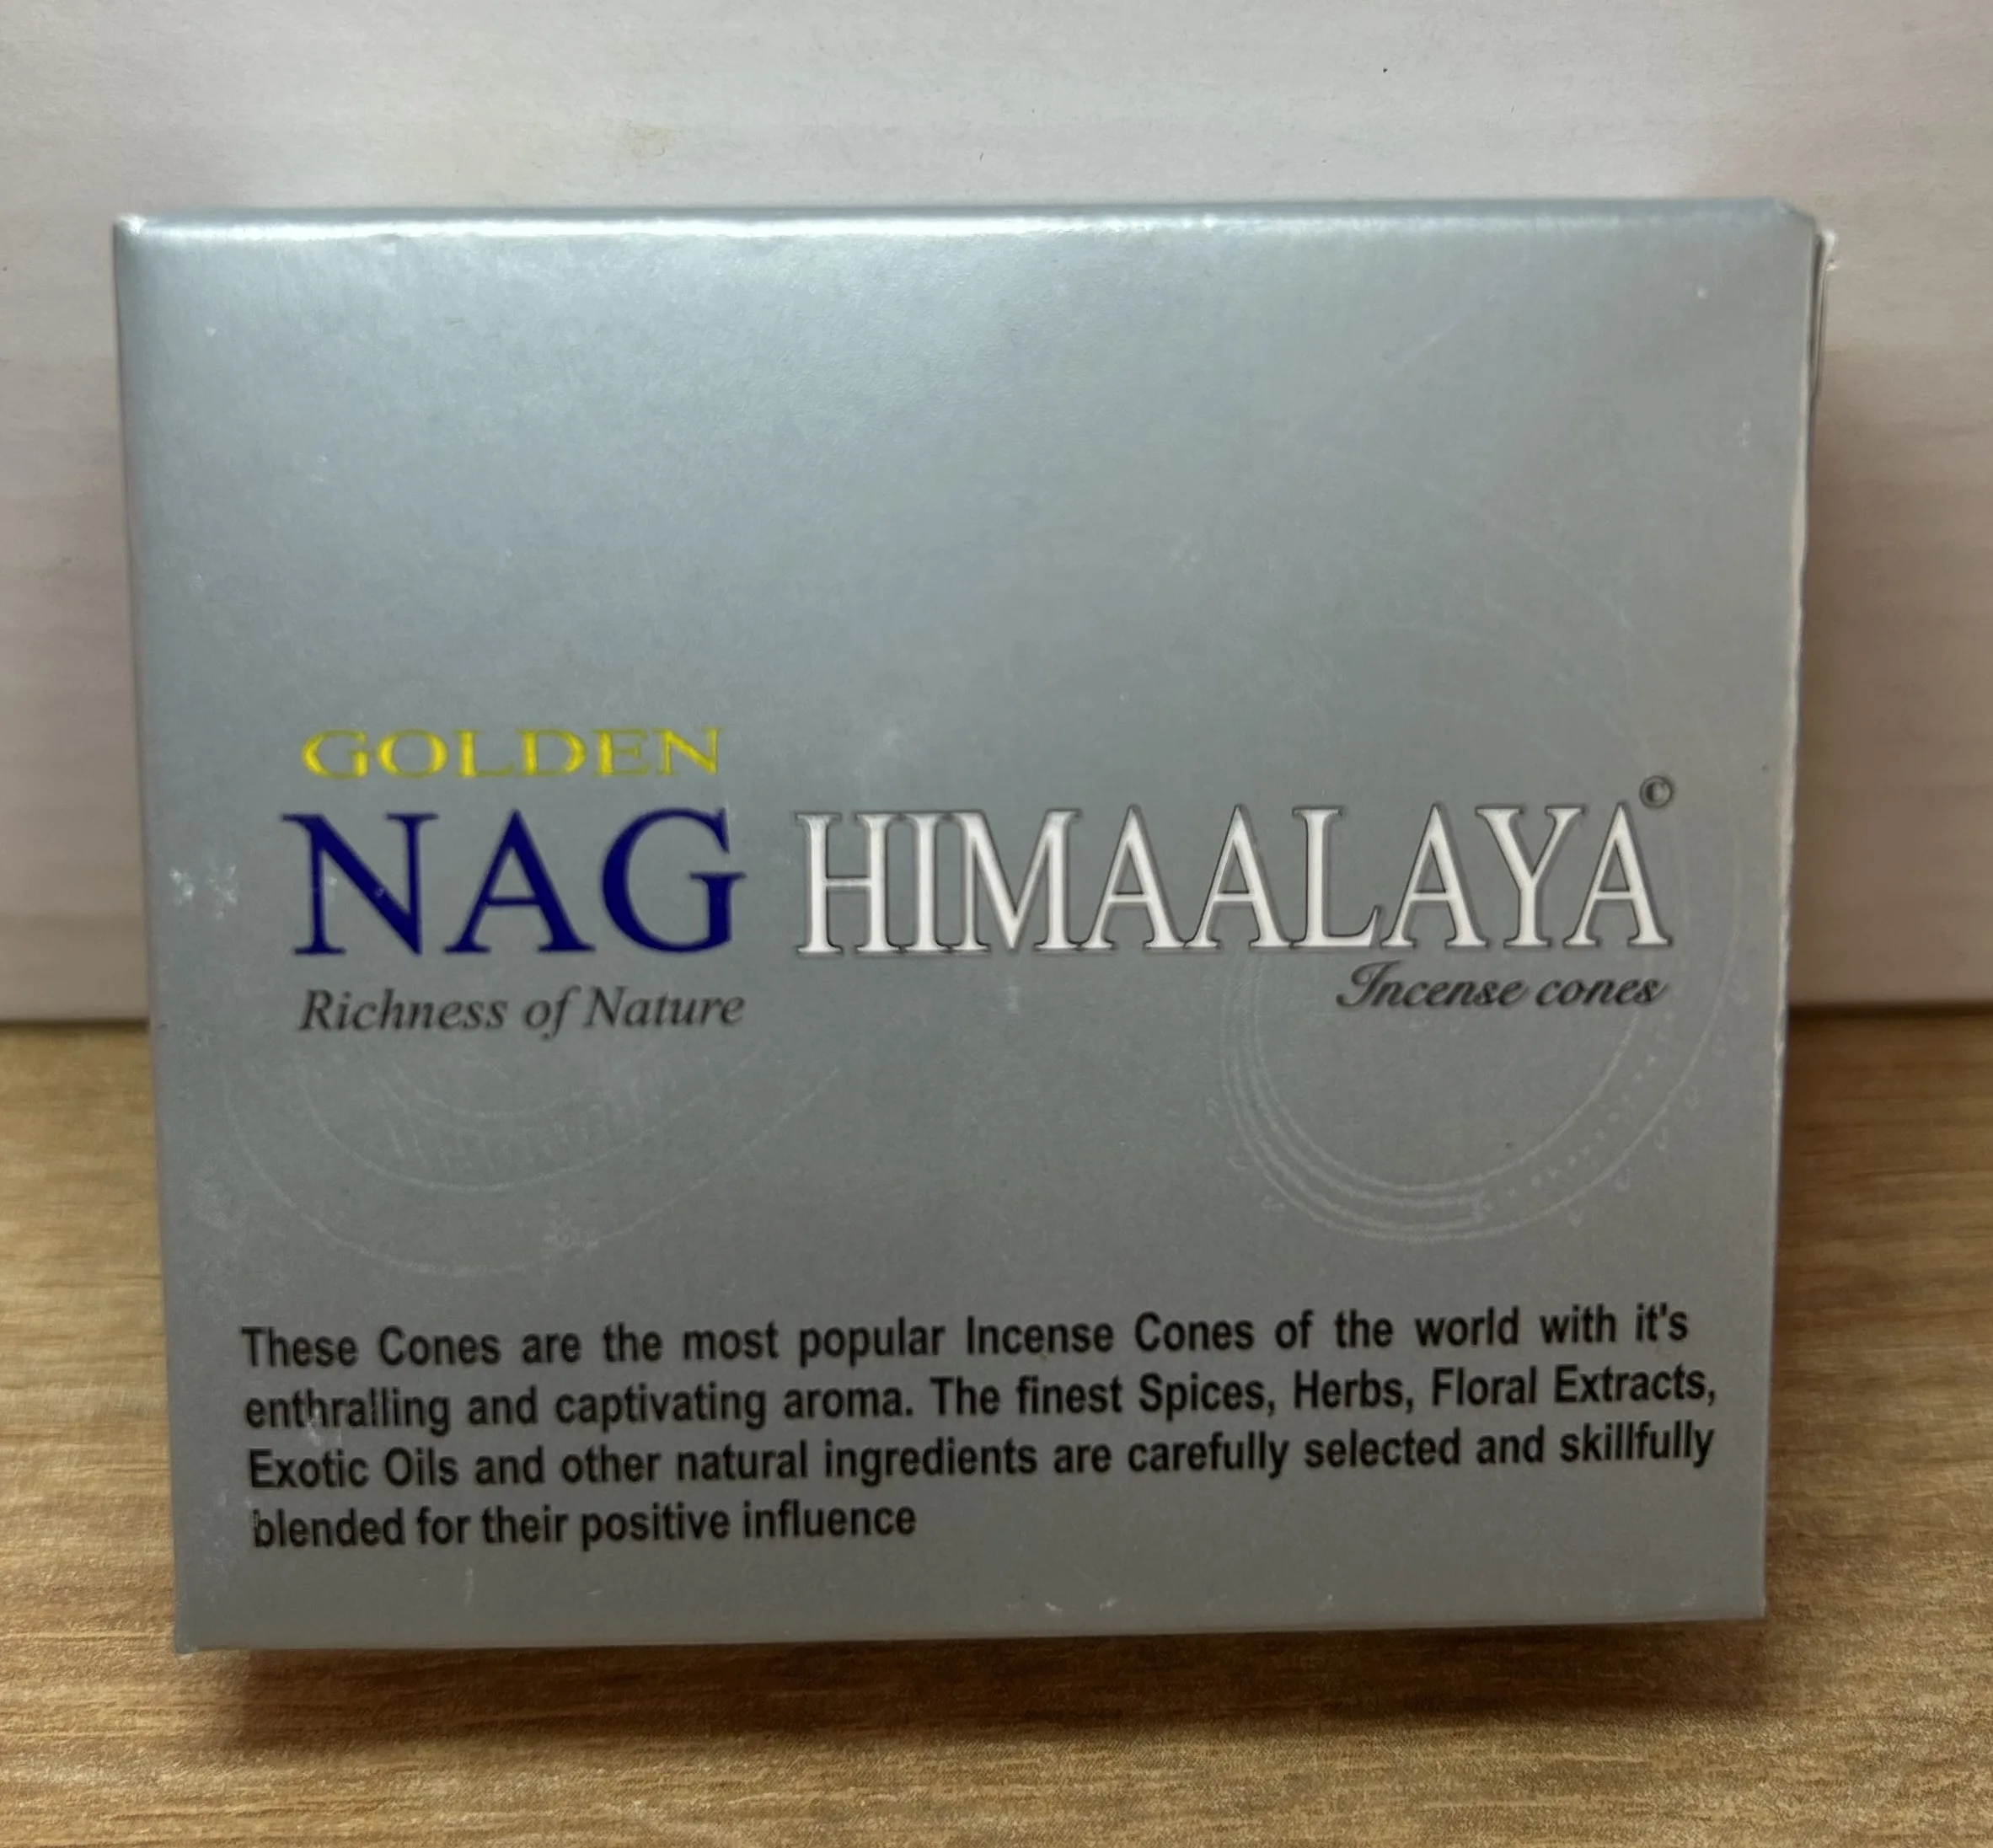 GOLDEN
NAG HIMAALAYA©
Richness of Nature
Incense cones
These Cones are the most popular Incense Cones of the world with it's
enthralling and captivating aroma. The finest Spices, Herbs, Floral Extracts,
Exotic Oils and other natural ingredients are carefully selected and skillfully
blended for their positive influence